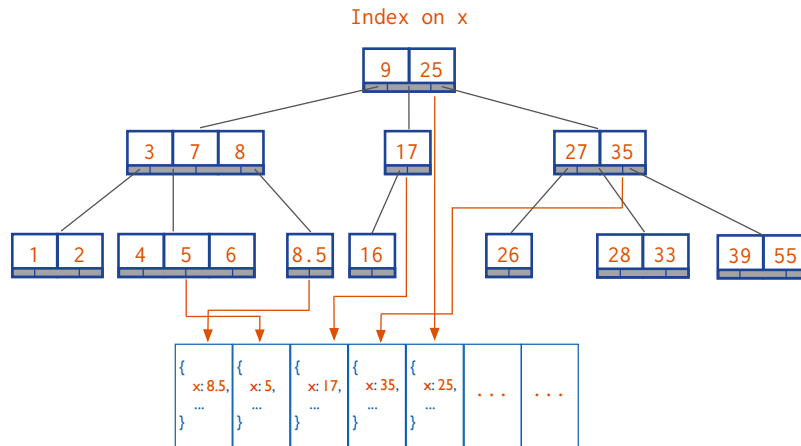 Index on x
9 25
3 7 8
17
27 35
1 2
4 5 6
8.5
16
26
28 33
39 55
{ { { { {
x: 8.5, x: 5, x: 17, x: 35, x: 25, ... ...
... ... ... ... ...
} } } } }